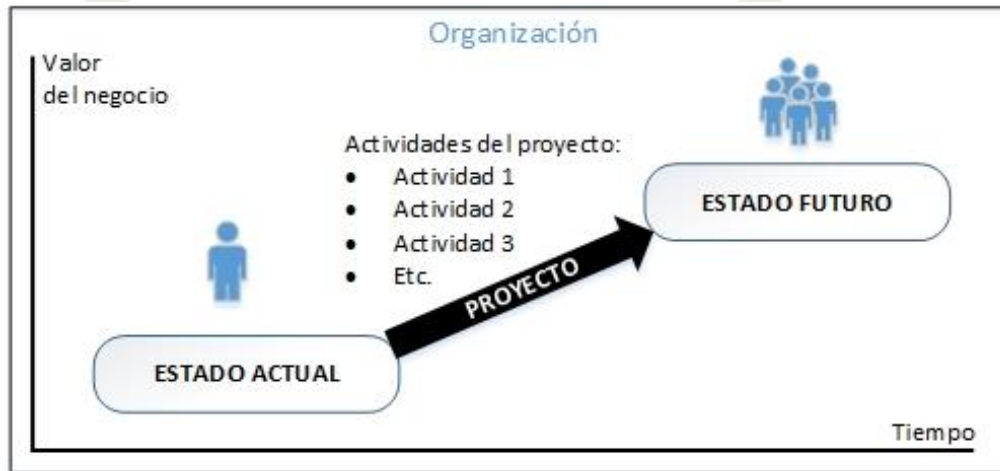 Organización
Valor
del negocio
Actividades del proyecto:
• Actividad 1
• Actividad 2
• Actividad 3
• Etc.
ESTADO FUTURO
PROYECTO
ESTADO ACTUAL
Tiempo